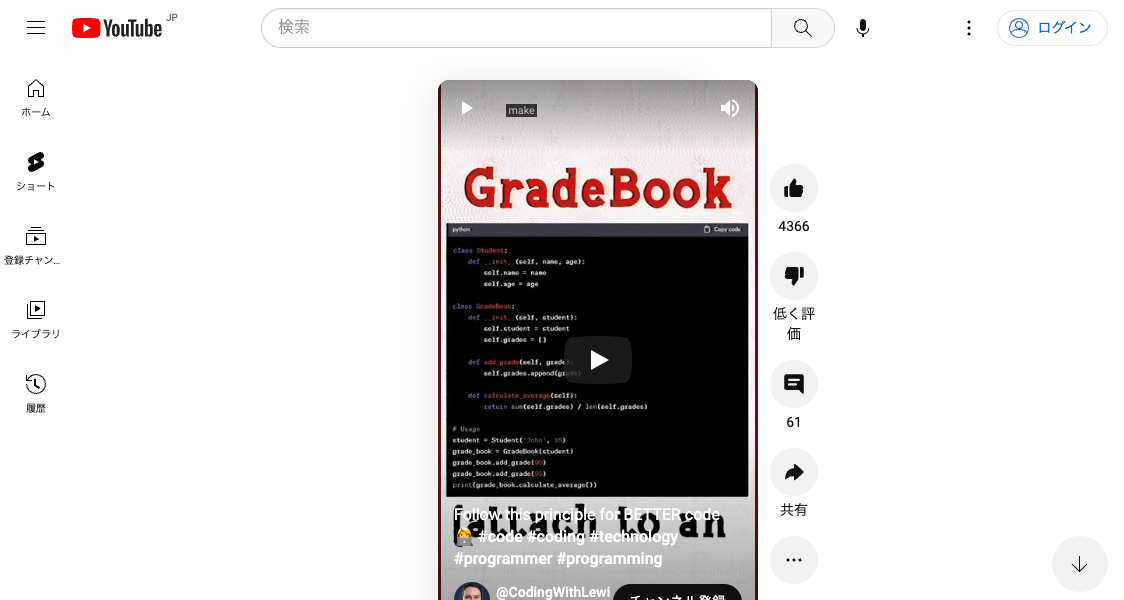 YouTube JP
検索
ログイン
ホーム
ショート
登録チャン...
ライブラリ
履歴
make
GradeBook
python
Copy code
class Student:
def __init__(self, name, age):
self.name = name
self.age = age
class GradeBook:
def __init__(self, student):
self.student = student
self.grades = []
def add_grade(self, grade
self.grades.append(grade)
def calculate_average(self):
return sum(self.grades) / len(self.grades)
# Usage
student = Student('John', 16)
grade_book = GradeBook(student)
grade_book.add_grade(90)
grade_book.add_grade(95)
print(grade_book.calculate_average())
(attach to an
Follow this principle for BETTER code
#code #coding #technology
#programmer #programming
@CodingWithLewi
チャンネル登録
4366
低く評
価
61
共有